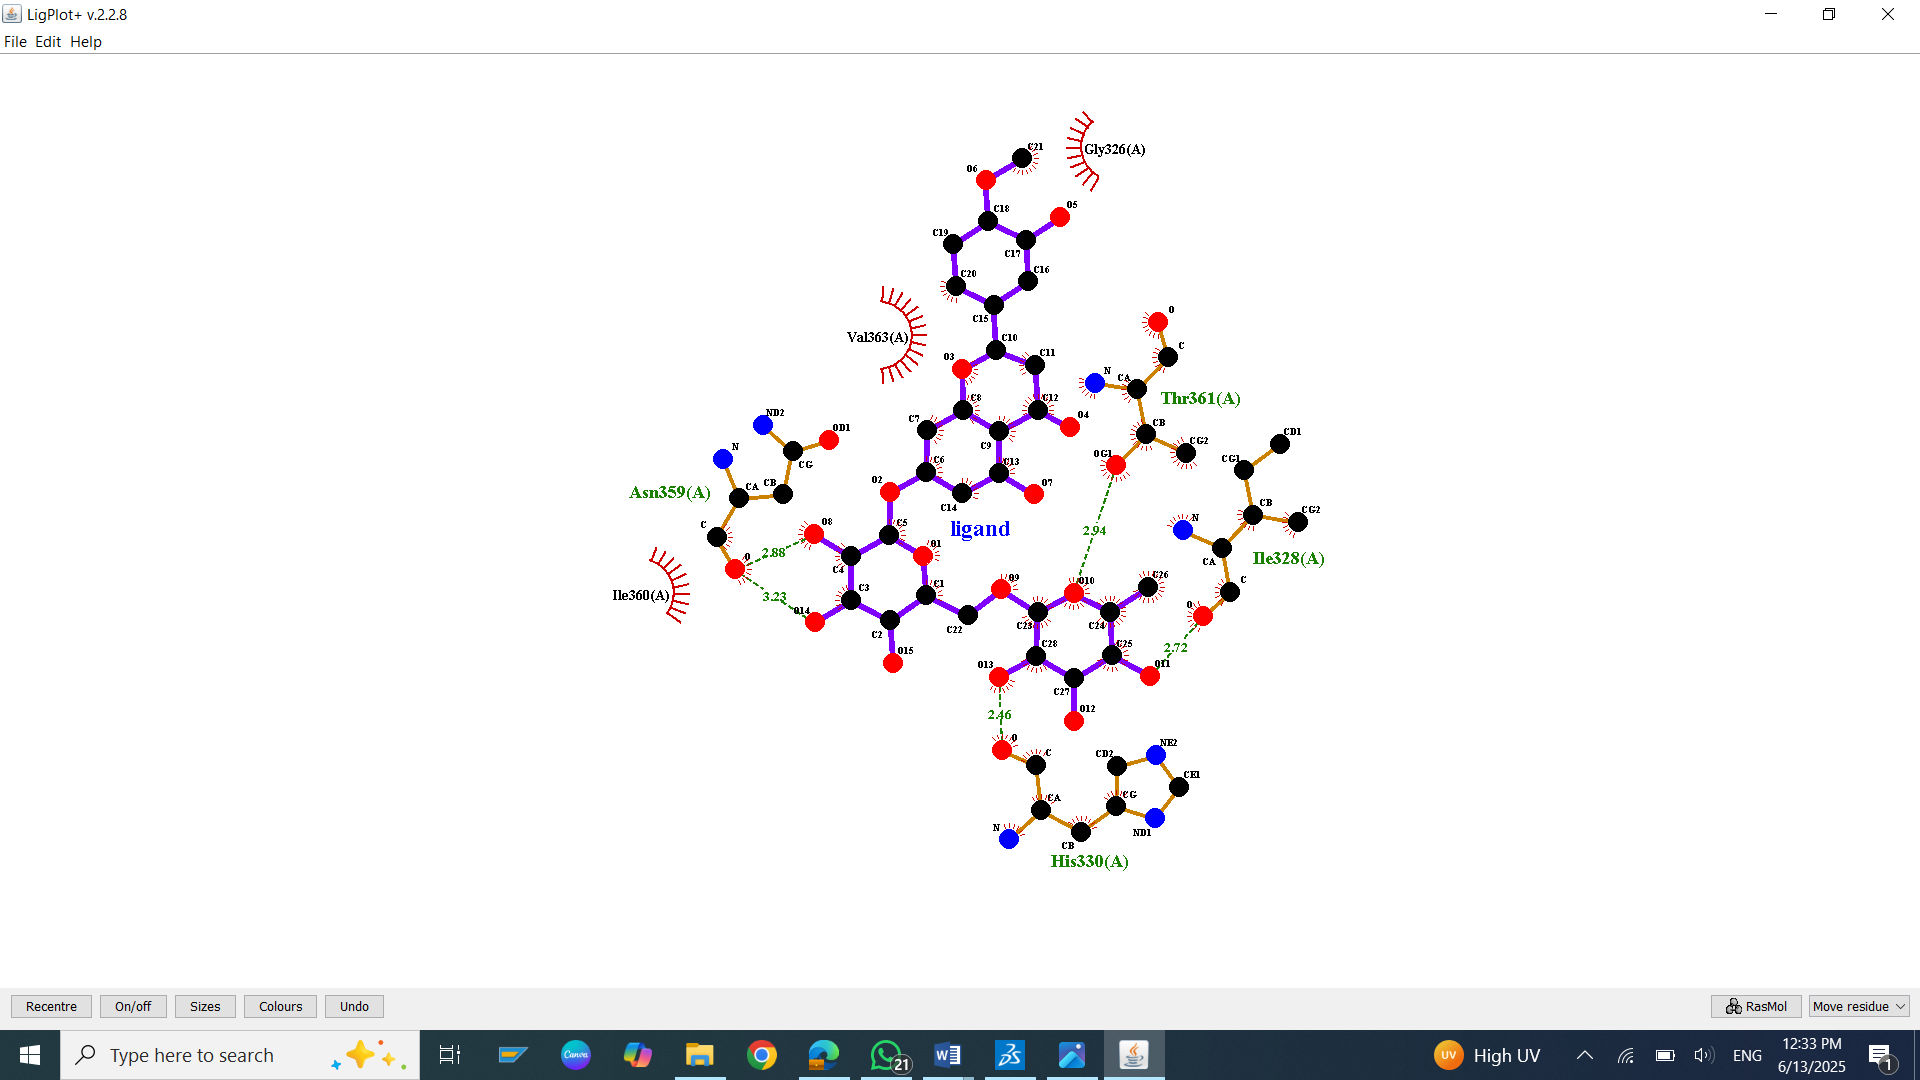 LigPlot+ v.2.2.8
File Edit Help
C21
Gly326(A)
O6
O5
C18
C19
C17
C16
C20
C15
O
Val363(A)
C10
C11
O3
C
N
CA
Thr361(A)
C8
C12
O4
ND2
C7
CB
CD1
OD1
C9
CG2
N
CG
OG1
CG1
C6
C13
O2
CA
CB
Asn359(A)
O7
C14
CB
C
O8
C5
ligand
2.94
N
CG2
O1
CA
Ile328(A)
2.88
O
C4
C3
C1
O9
O10
C26
C
Ile360(A)
3.23
O14
O
C22
C23
C24
C2
C28
C25
2.72
O15
O13
O11
C27
O12
2.46
O
C
CD2
NE2
CE1
CA
CG
N
ND1
CB
His330(A)
Recentre On/off Sizes Colours Undo RasMol Move residue
Type here to search
Canva
21
High UV
UV
ENG
12:33 PM
6/13/2025
1